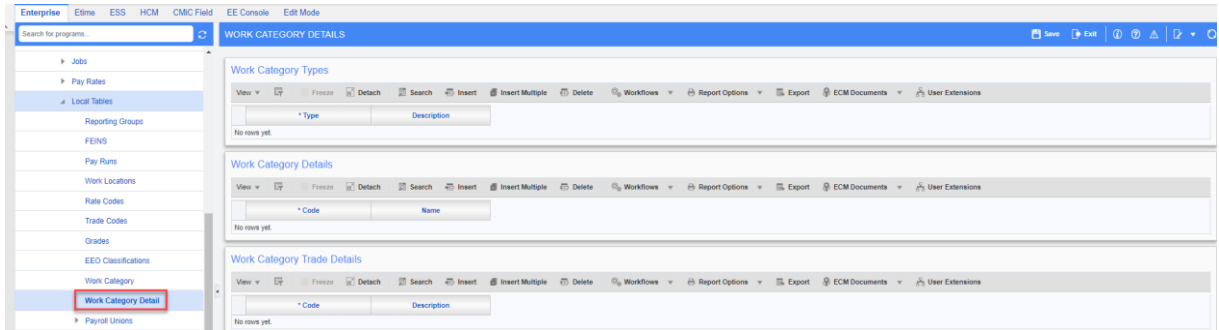 Enterprise Etime ESS HCM CMiC Field EE Console Edit Mode
Search for programs...
WORK CATEGORY DETAILS
Save Exit
Jobs
Pay Rates
Local Tables
Reporting Groups
FEINS
Pay Runs
Work Locations
Rate Codes
Trade Codes
Grades
EEO Classifications
Work Category
Work Category Detail
Payroll Unions
Work Category Types
View Freeze Detach Search Insert Insert Multiple Delete Workflows Report Options Export ECM Documents User Extensions
* Type Description
No rows yet.
Work Category Details
View Freeze Detach Search Insert Insert Multiple Delete Workflows Report Options Export ECM Documents User Extensions
* Code Name
No rows yet.
Work Category Trade Details
View Freeze Detach Search Insert Insert Multiple Delete Workflows Report Options Export ECM Documents User Extensions
* Code Description
No rows yet.